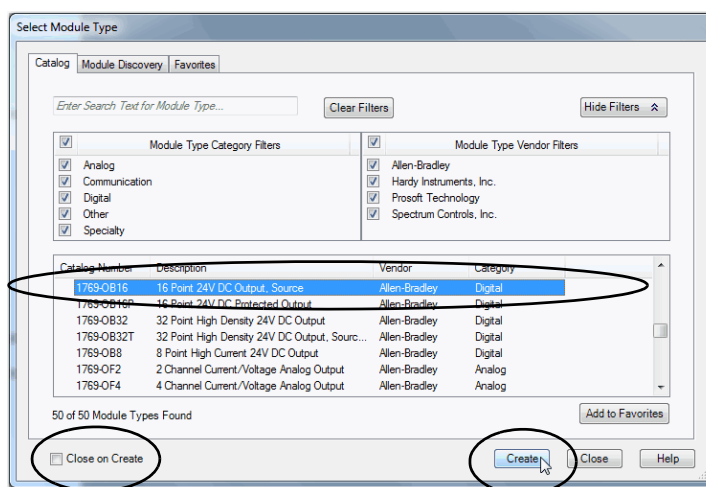 Select Module Type
Catalog Module Discovery Favorites
Enter Search Text for Module Type... Clear Filters Hide Filters
Module Type Category Filters Module Type Vendor Filters
Analog Allen-Bradley
Communication Hardy Instruments, Inc.
Digital Prosoft Technology
Other Spectrum Controls, Inc.
Specialty
Catalog Number Description Vendor Category
1769-OB16 16 Point 24V DC Output, Source Allen-Bradley Digital
1769-OB16P 16 Point 24V DC Protected Output Allen-Bradley Digital
1769-OB32 32 Point High Density 24V DC Output Allen-Bradley Digital
1769-OB32T 32 Point High Density 24V DC Output, Sourc... Allen-Bradley Digital
1769-OB8 8 Point High Current 24V DC Output Allen-Bradley Digital
1769-OF2 2 Channel Current/Voltage Analog Output Allen-Bradley Analog
1769-OF4 4 Channel Current/Voltage Analog Output Allen-Bradley Analog
50 of 50 Module Types Found Add to Favorites
Close on Create Create Close Help